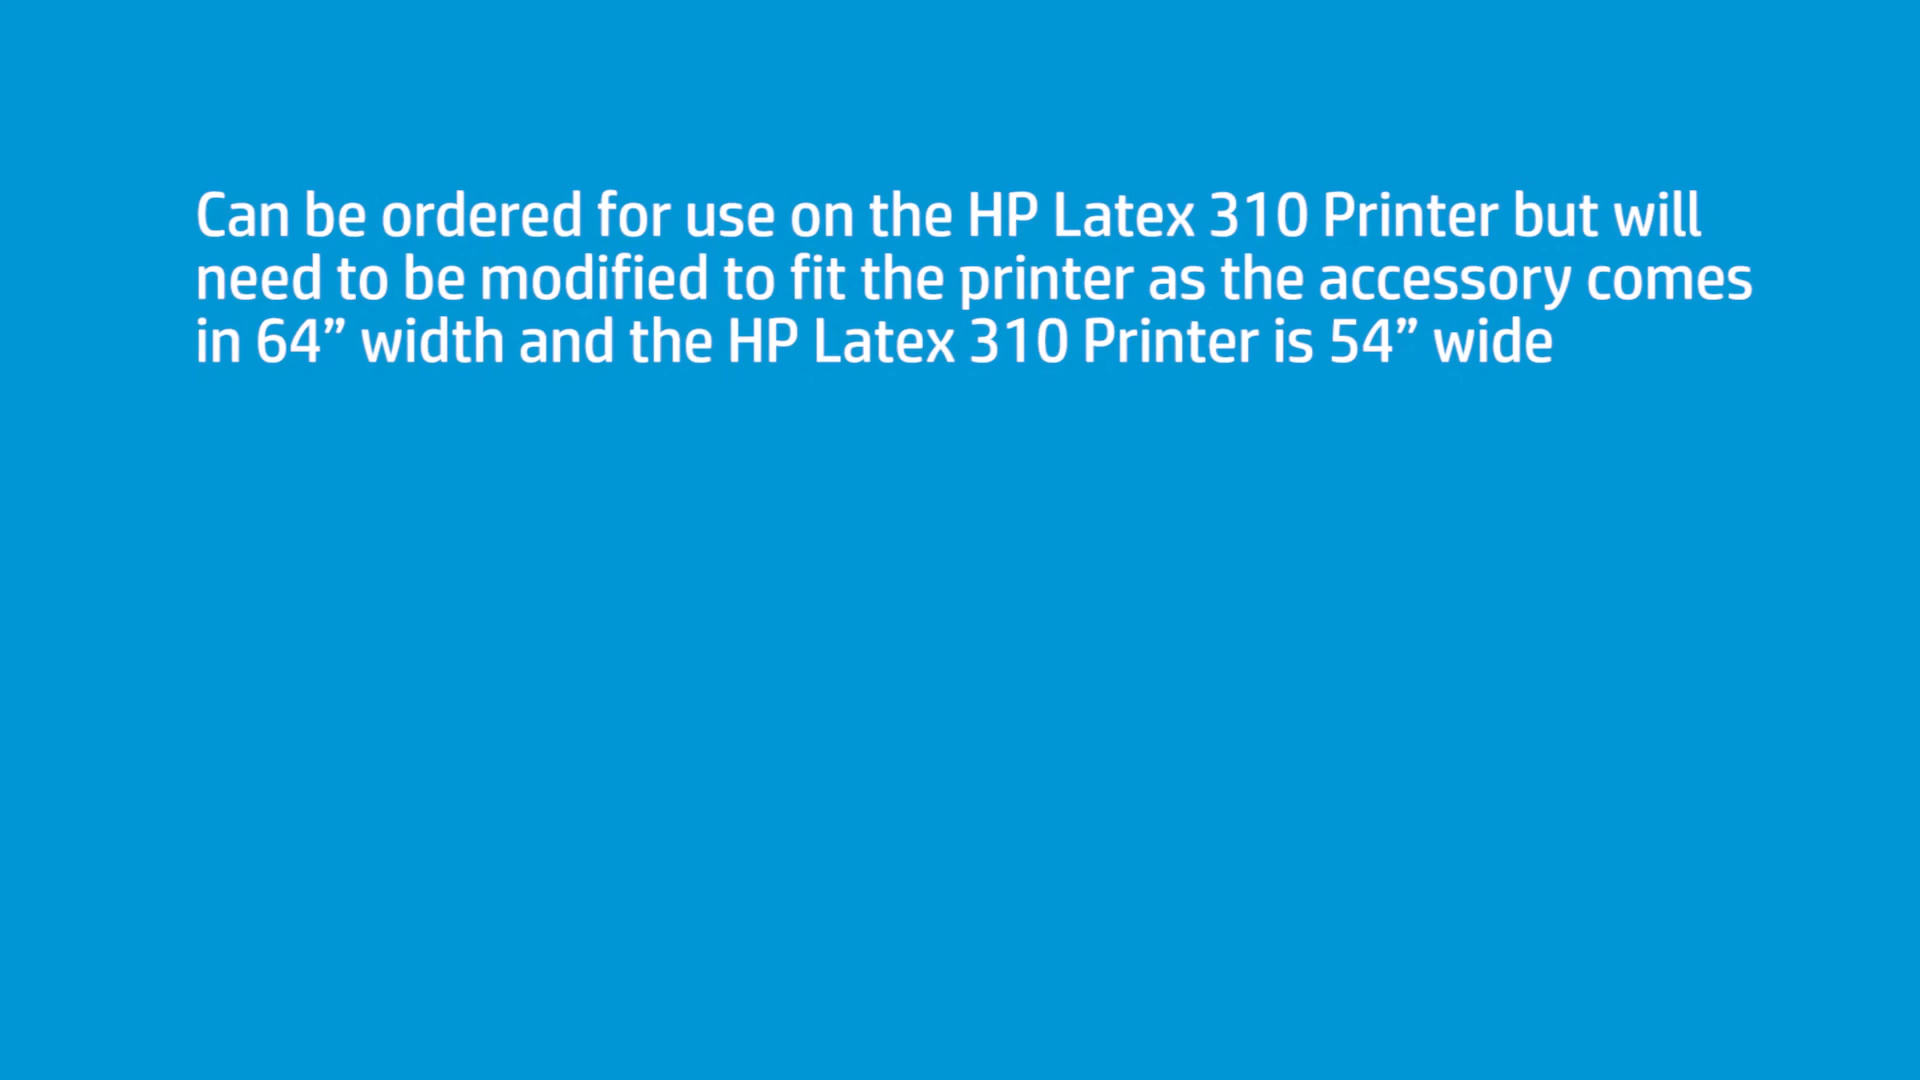 Can be ordered for use on the HP Latex 310 Printer but will
need to be modified to fit the printer as the accessory comes
in 64” width and the HP Latex 310 Printer is 54” wide